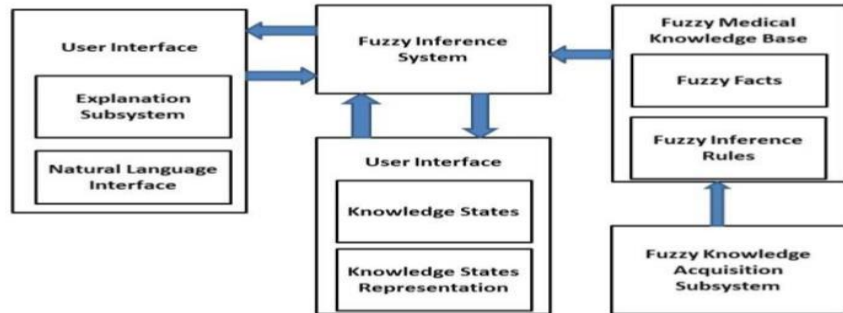 User Interface
Explanation
Subsystem
Natural Language
Interface
Fuzzy Inference
System
User Interface
Knowledge States
Knowledge States
Representation
Fuzzy Medical
Knowledge Base
Fuzzy Facts
Fuzzy Inference
Rules
Fuzzy Knowledge
Acquisition
Subsystem